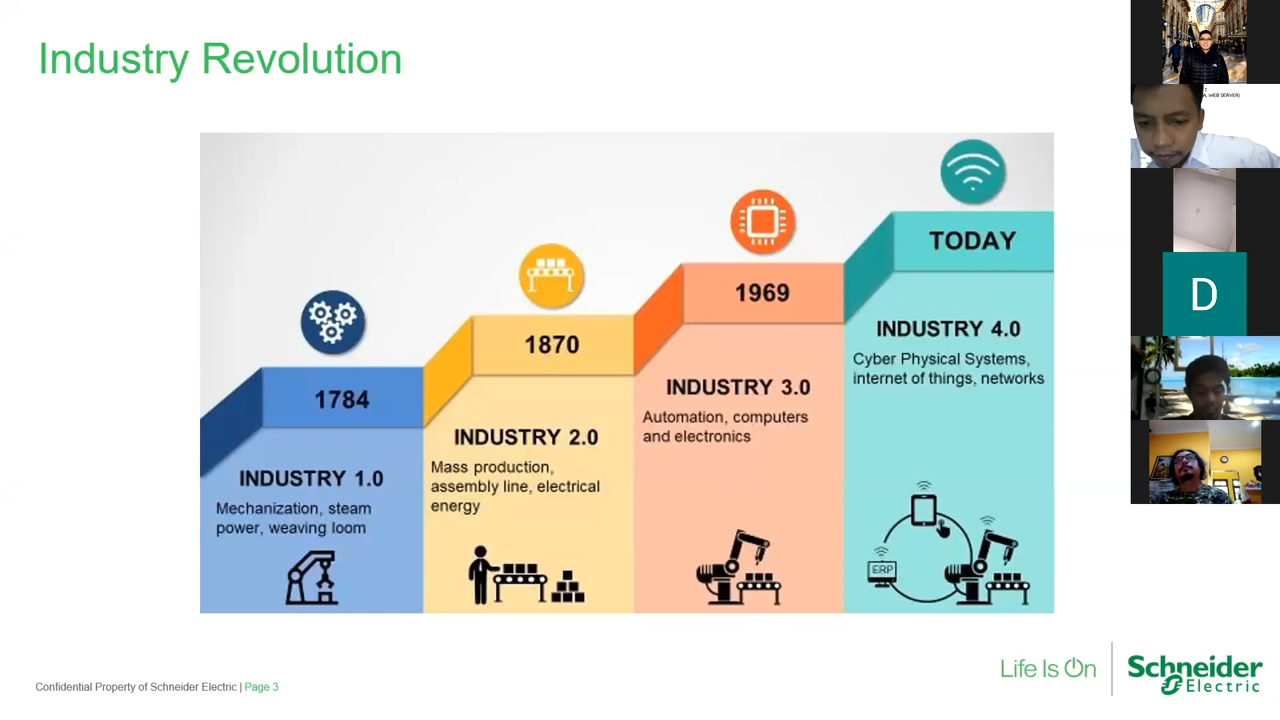 Industry Revolution
TODAY
1969
1870
1784
INDUSTRY 1.0
Mechanization, steam
power, weaving loom
INDUSTRY 2.0
Mass production,
assembly line, electrical
energy
INDUSTRY 3.0
Automation, computers
and electronics
INDUSTRY 4.0
Cyber Physical Systems,
internet of things, networks
ERP
WEB SERVER)
D
Confidential Property of Schneider Electric | Page 3
Life Is On
Schneider
Electric